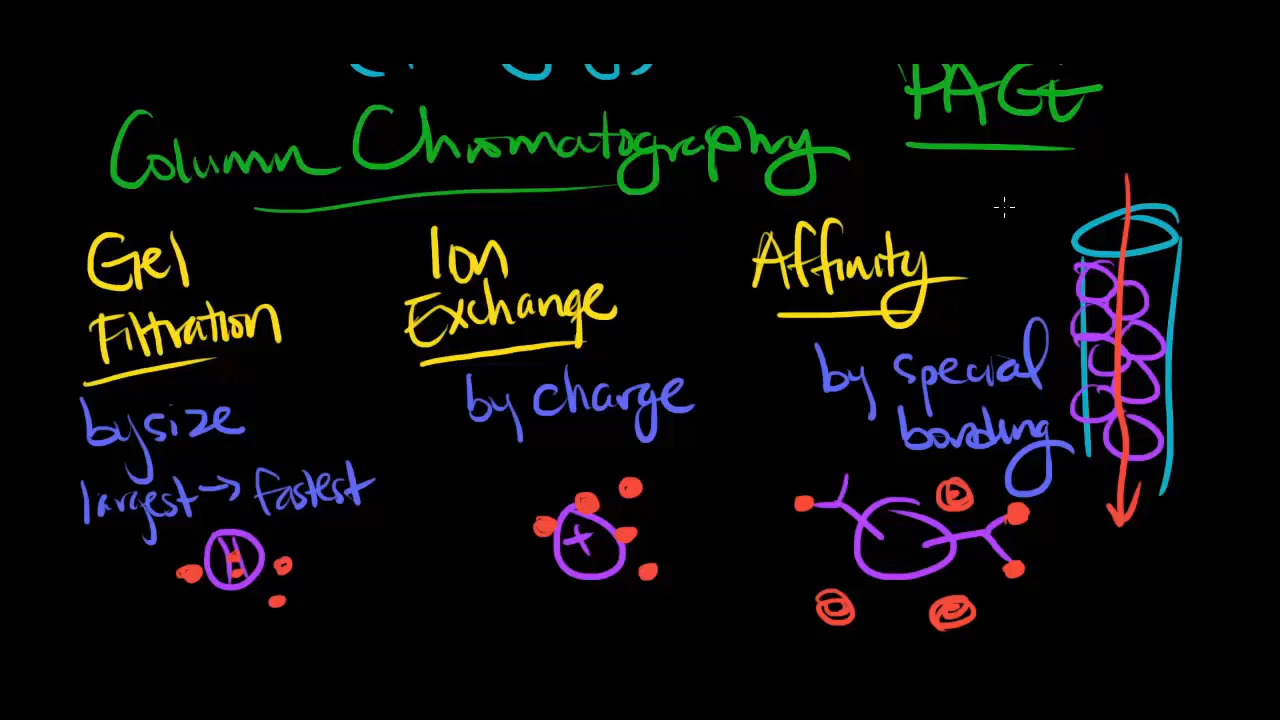 PAGE
Column Chromatography
Gel
Filtration
Ion
Exchange
Affinity
by size
largest → fastest
by charge
by special
bonding
+